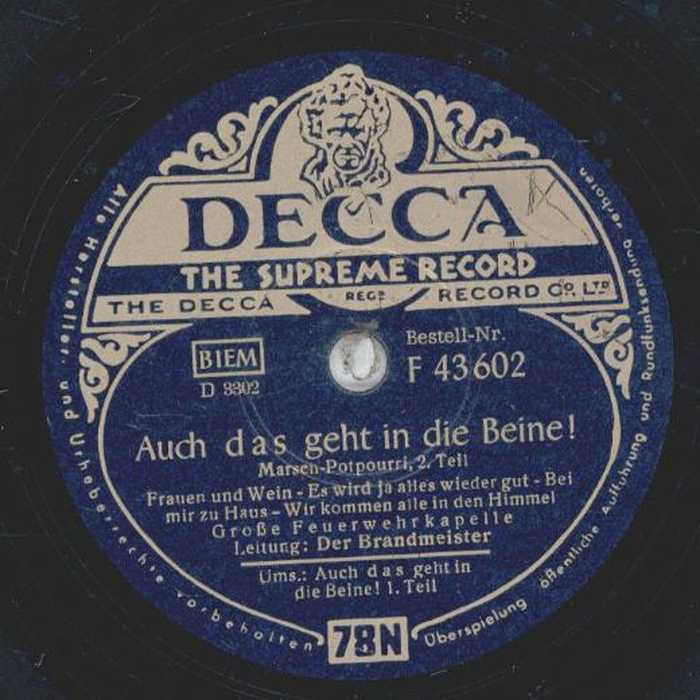 DECCA
THE SUPREME RECORD
THE DECCA REGD RECORD CO. LTD
BIEM
D 3302
Bestell-Nr.
F 43602
Auch das geht in die Beine!
Marsch-Potpourri, 2. Teil
Frauen und Wein - Es wird ja alles wieder gut - Bei
mir zu Haus - Wir kommen alle in den Himmel
Große Feuerwehrkapelle
Leitung: Der Brandmeister
Ums.: Auch das geht in
die Beine! 1. Teil
78N
Alle Hersteller- und Urheberrechte vorbehalten
Überspielung öffentliche Aufführung und Rundfunksendung verboten